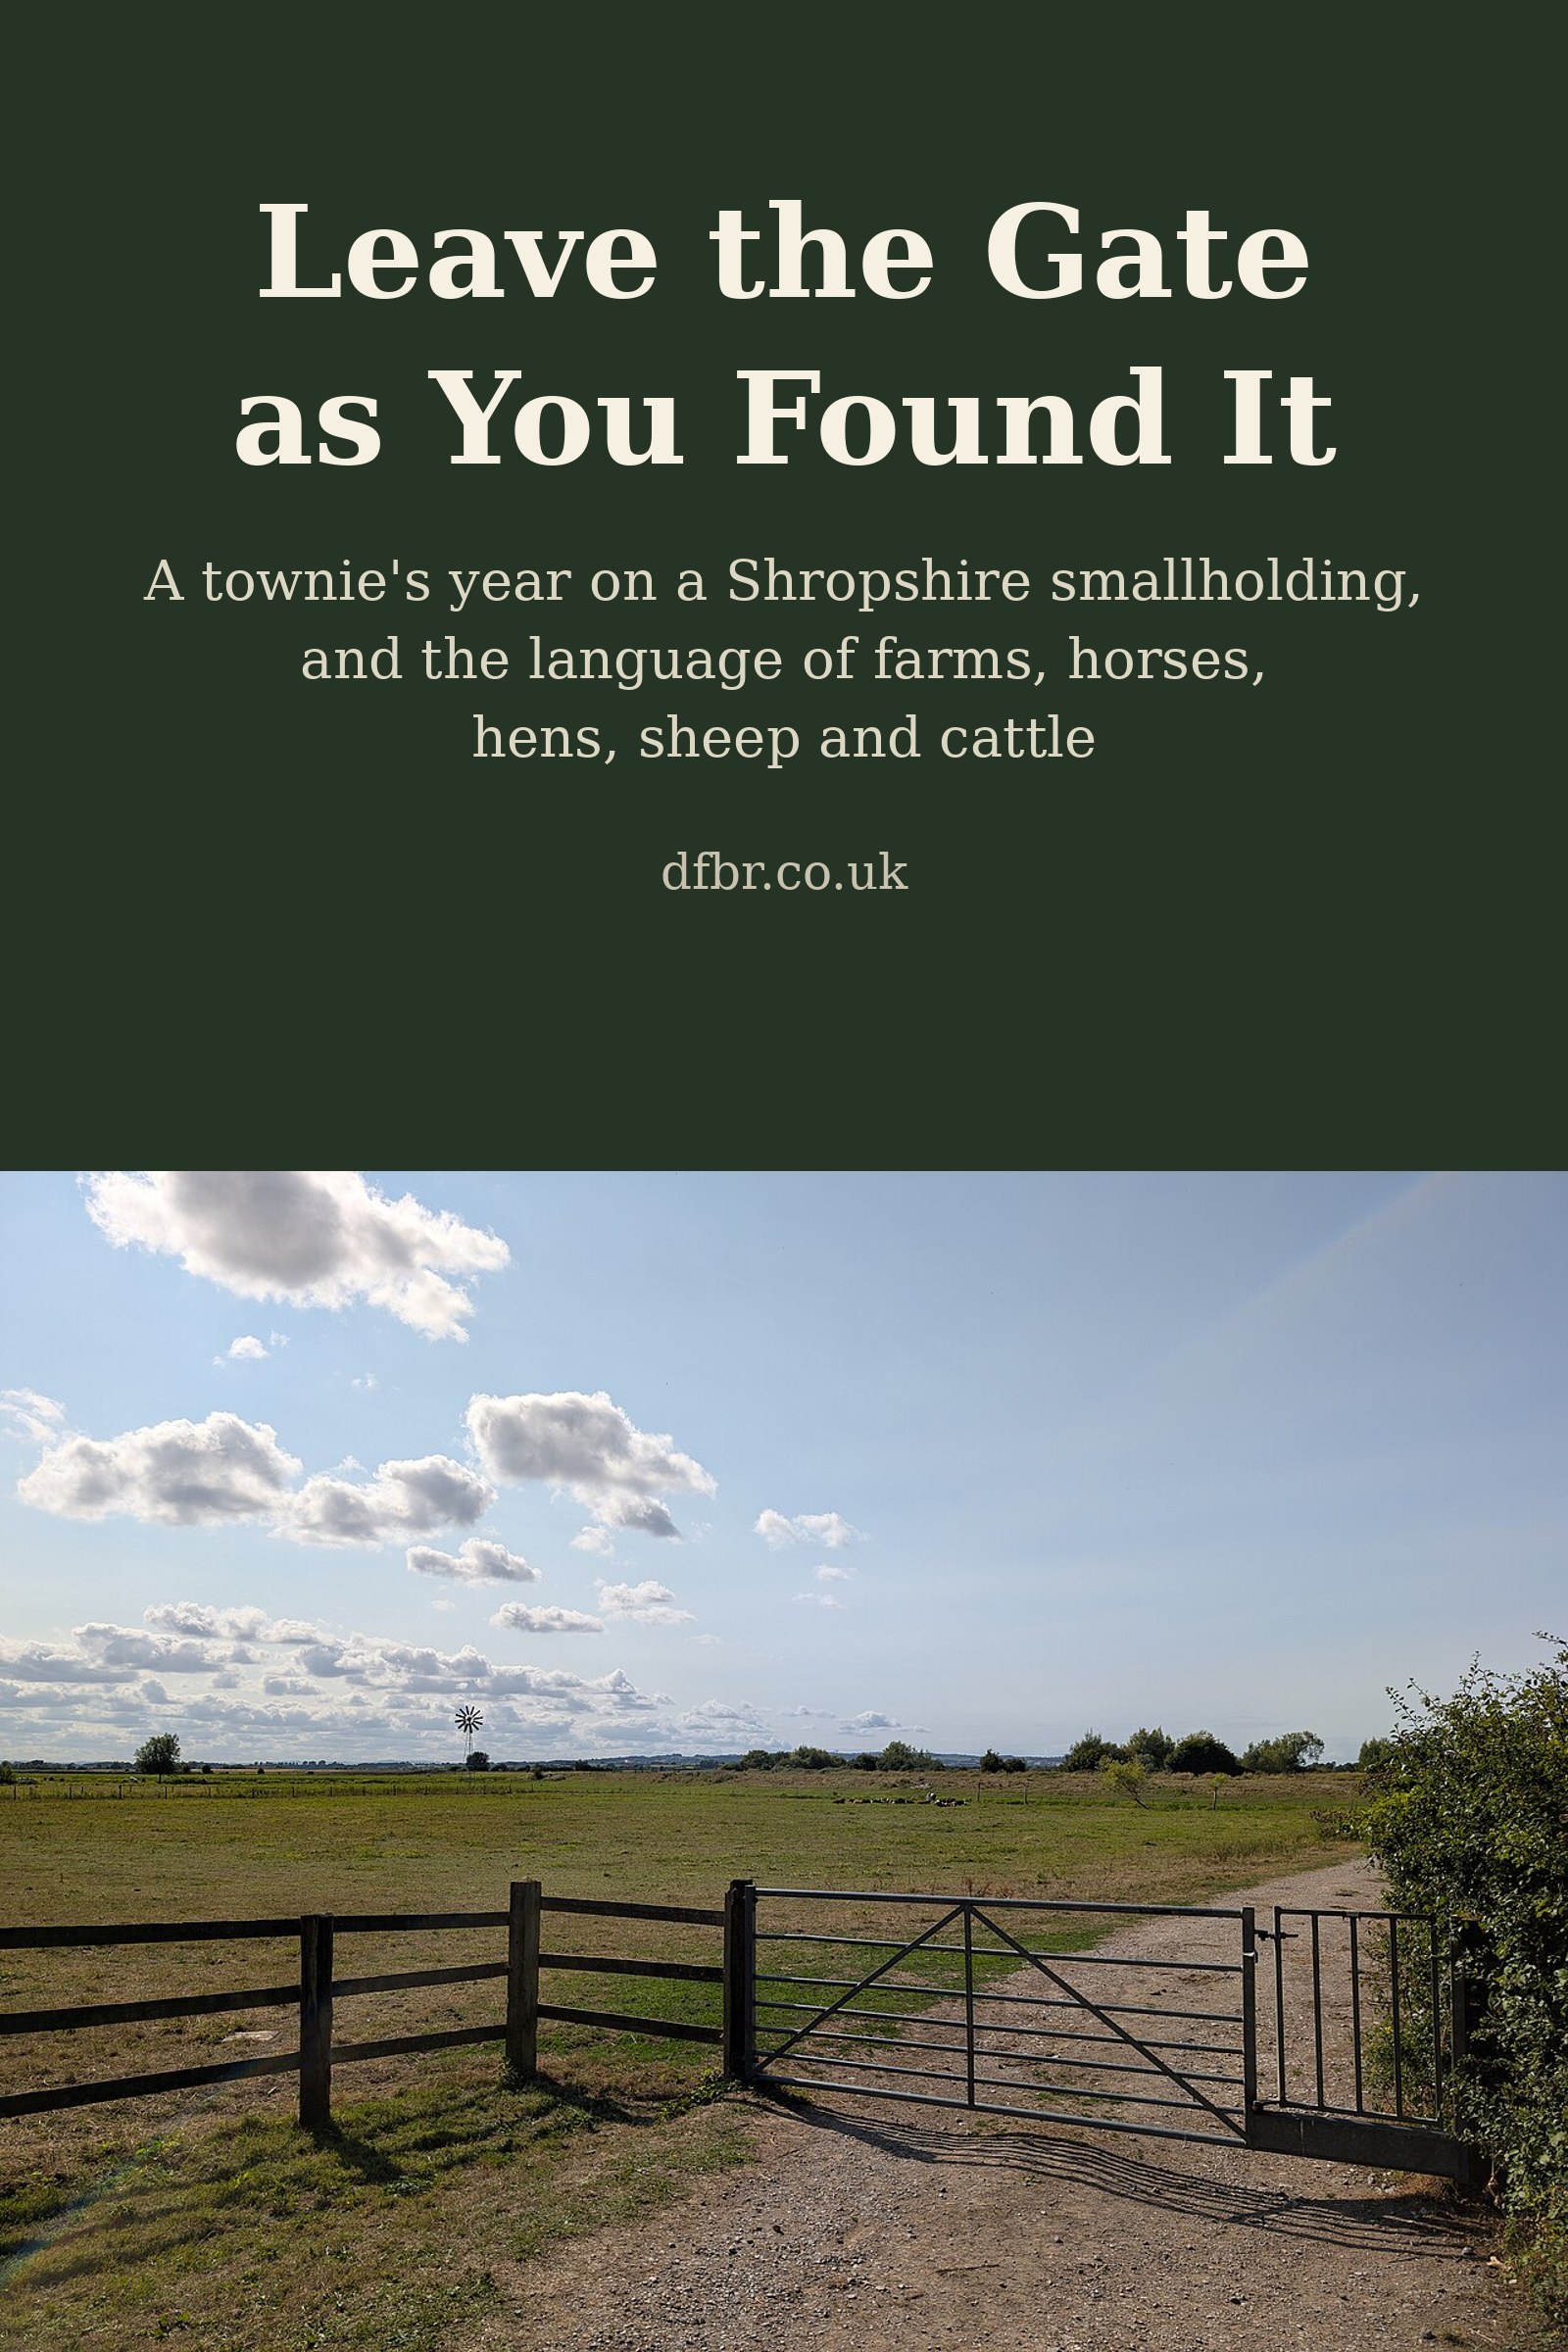 Leave the Gate
as You Found It
A townie's year on a Shropshire smallholding,
and the language of farms, horses,
hens, sheep and cattle
dfbr.co.uk